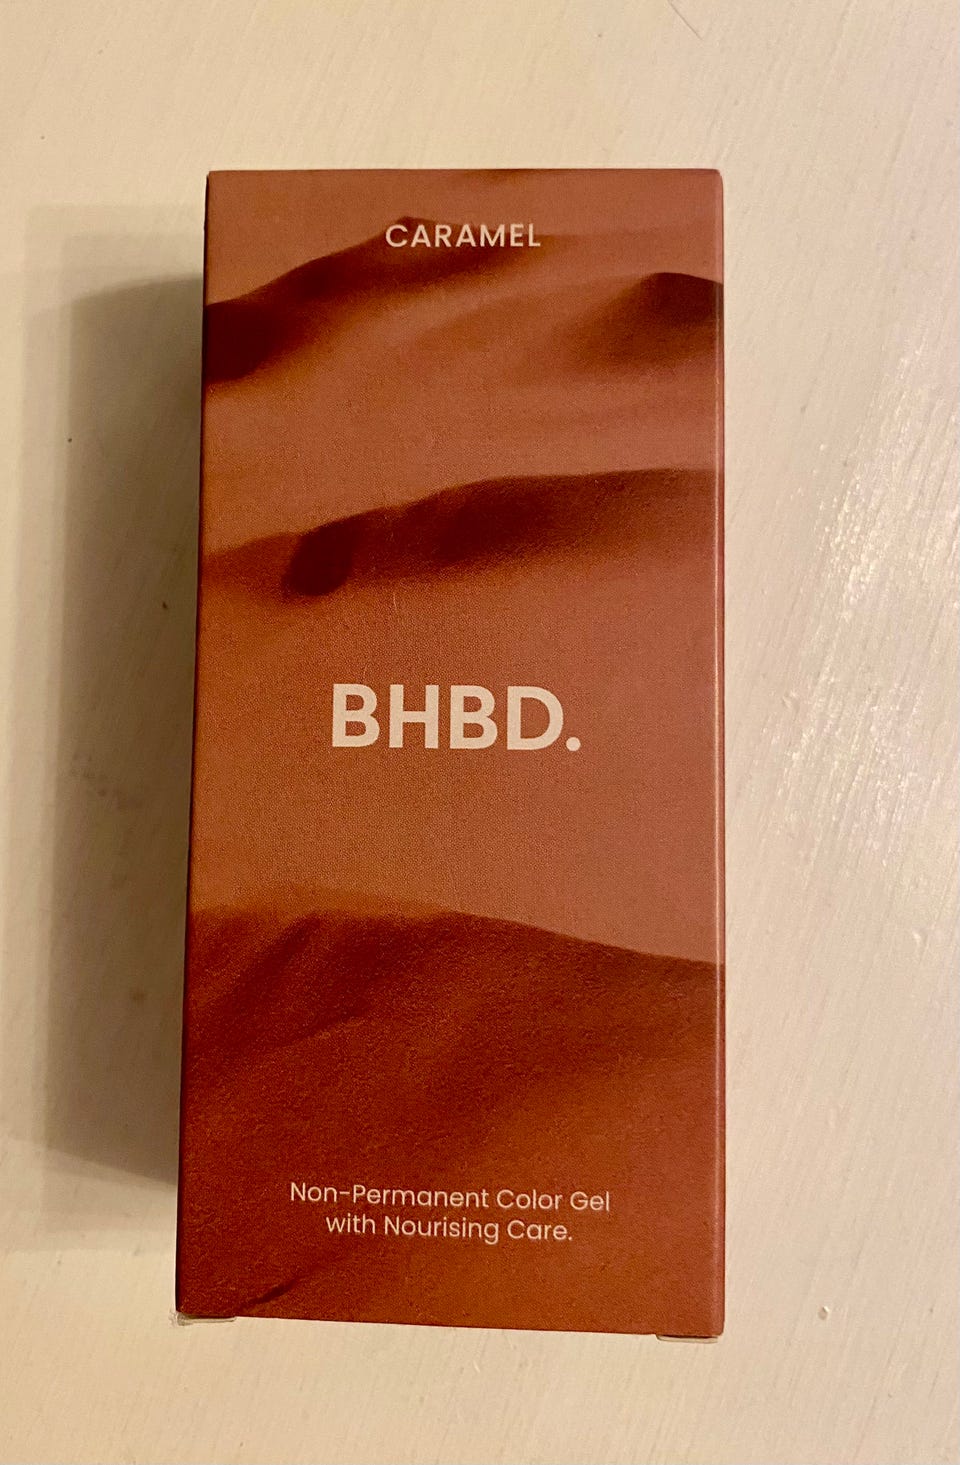 CARAMEL
BHBD.
Non-Permanent Color Gel
with Nourising Care.